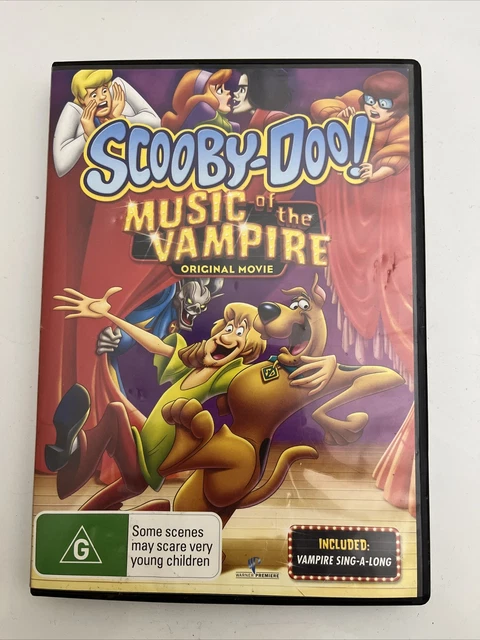 SCOOBY-DOO!
MUSIC of the
VAMPIRE
ORIGINAL MOVIE
G
Some scenes
may scare very
young children
WARNER PREMIERE
INCLUDED:
VAMPIRE SING-A-LONG